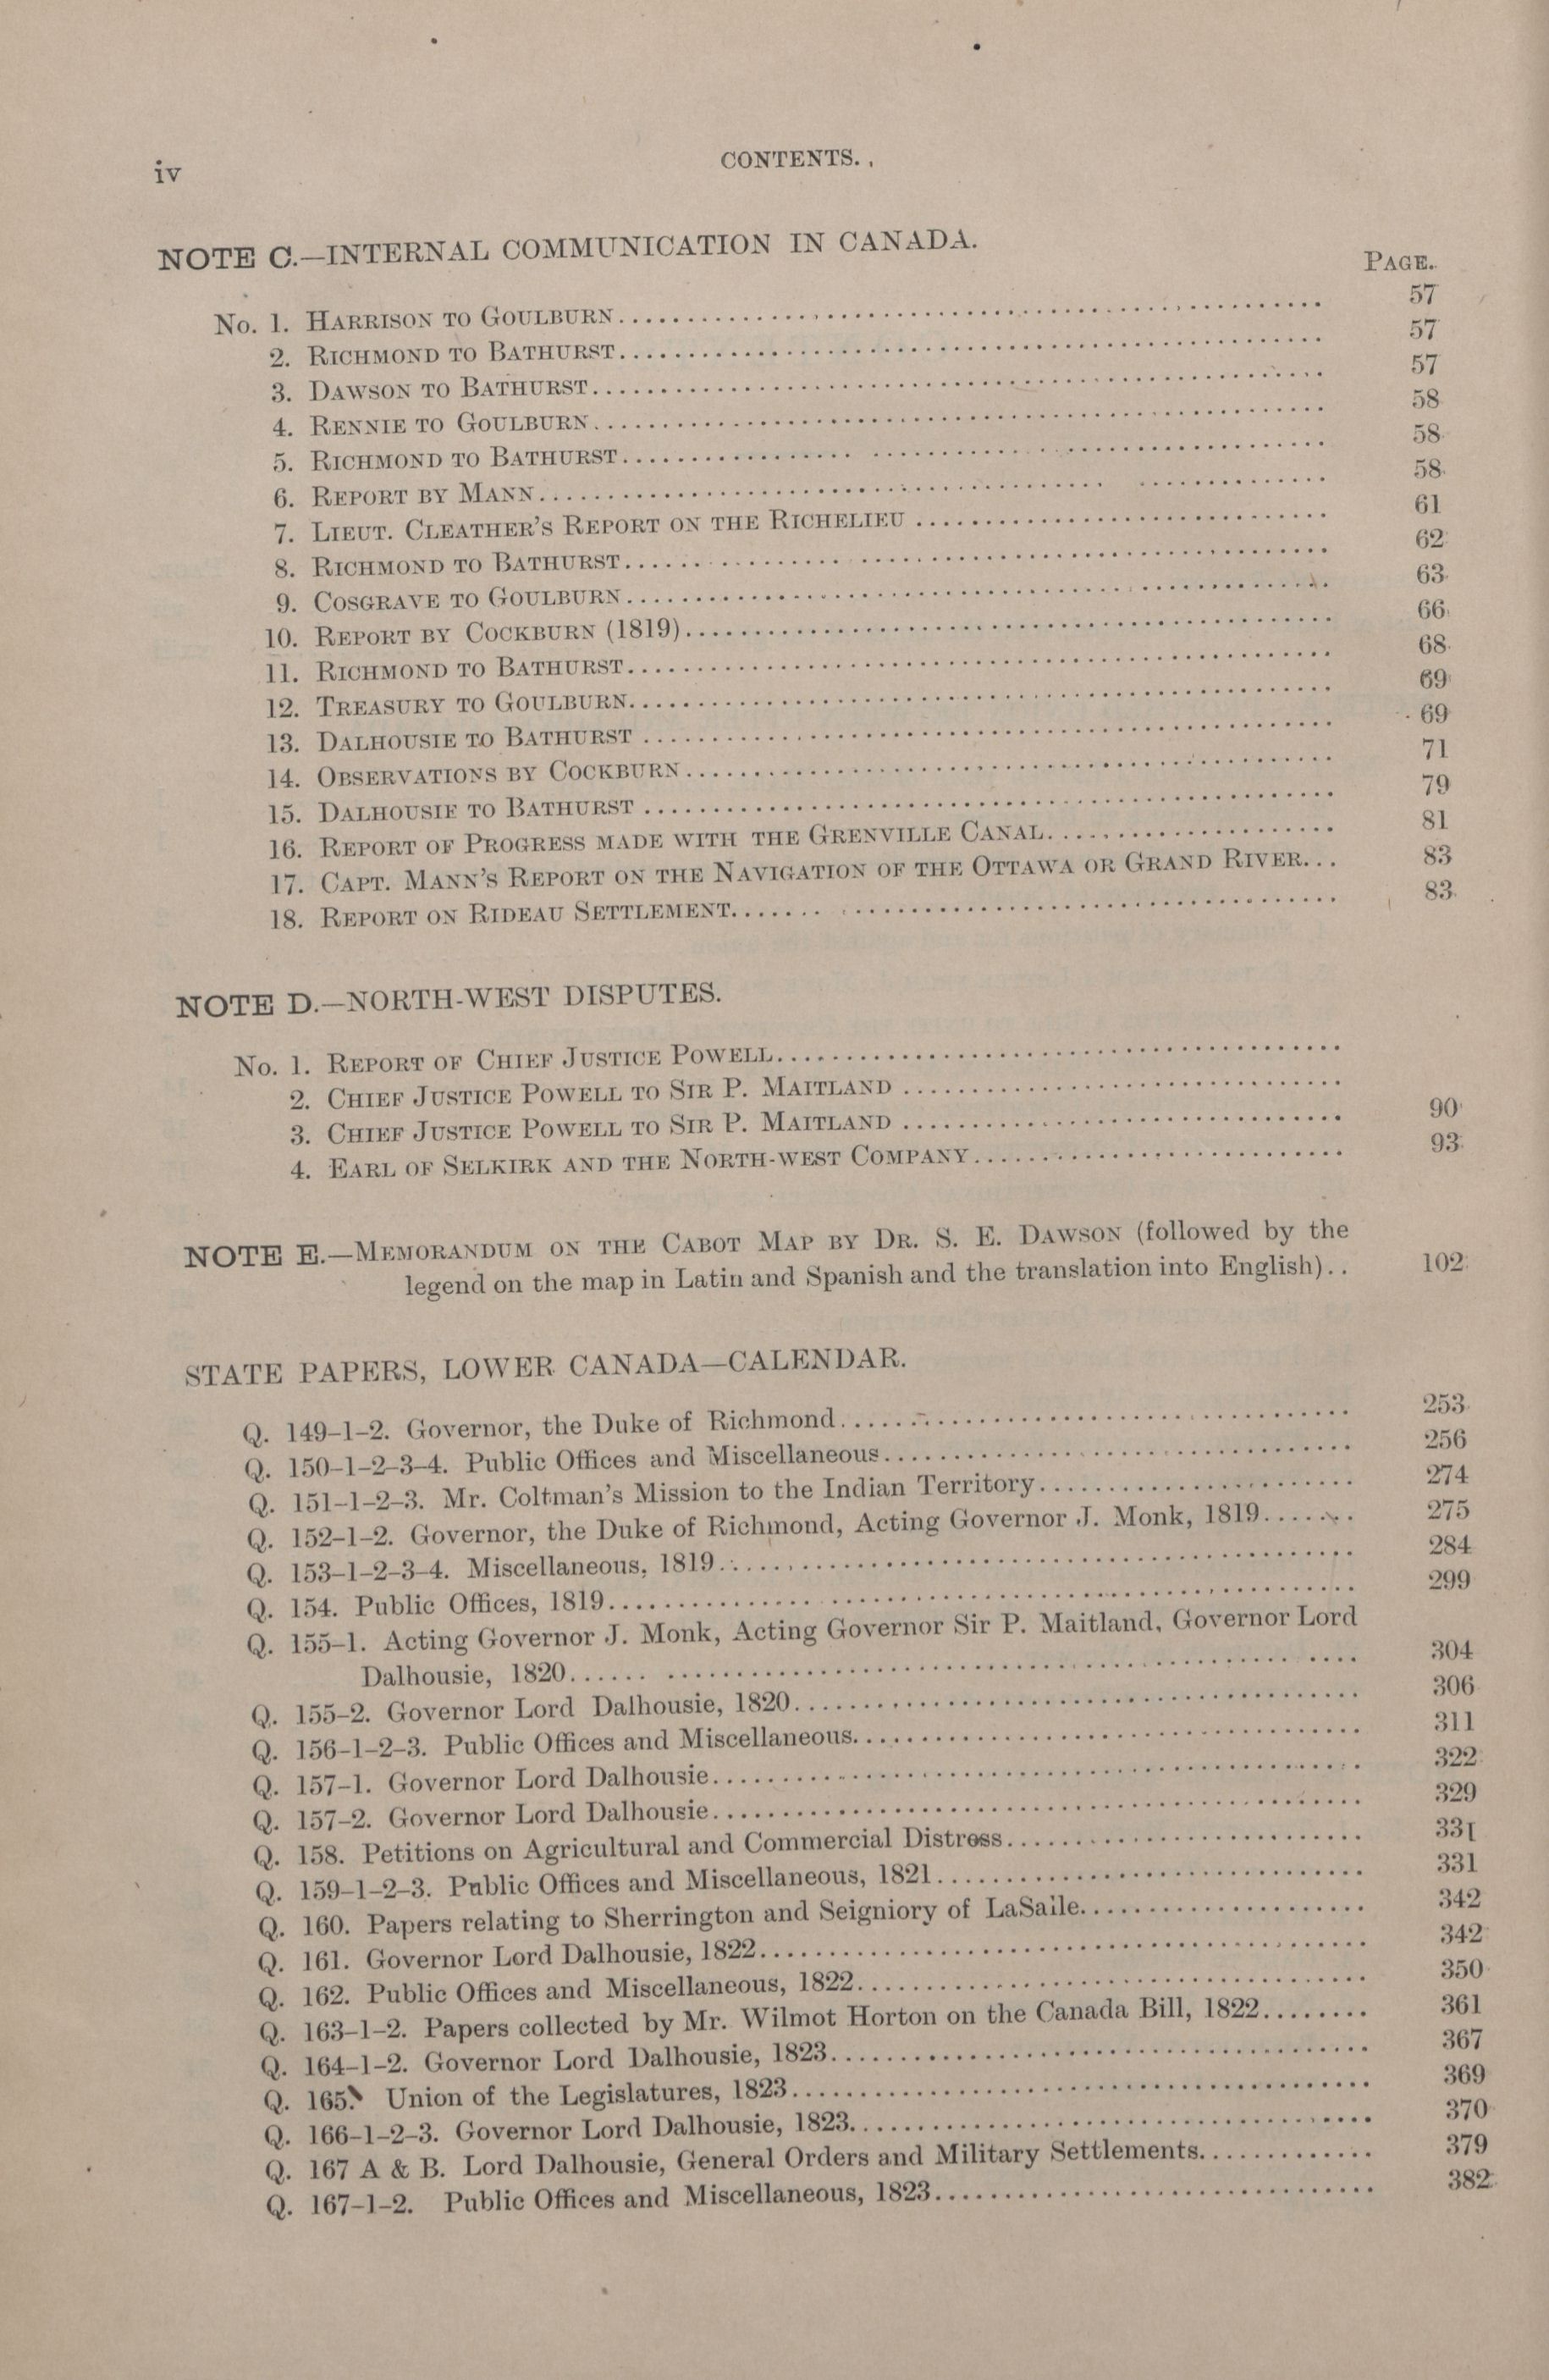 iv
CONTENTS.
NOTE C.—INTERNAL COMMUNICATION IN CANADA.
PAGE.
No. 1. HARRISON TO GOULBURN........ 57
2. RICHMOND TO BATHURST........ 57
3. DAWSON TO BATHURST........ 57
4. RENNIE TO GOULBURN........ 58
5. RICHMOND TO BATHURST........ 58
6. REPORT BY MANN........ 58
7. LIEUT. CLEATHER'S REPORT ON THE RICHELIEU ........ 61
8. RICHMOND TO BATHURST........ 62
9. COSGRAVE TO GOULBURN........ 63
10. REPORT BY COCKBURN (1819)........ 66
11. RICHMOND TO BATHURST........ 68
12. TREASURY TO GOULBURN........ 69
13. DALHOUSIE TO BATHURST ........ 69
14. OBSERVATIONS BY COCKBURN........ 71
15. DALHOUSIE TO BATHURST ........ 79
16. REPORT OF PROGRESS MADE WITH THE GRENVILLE CANAL........ 81
17. CAPT. MANN'S REPORT ON THE NAVIGATION OF THE OTTAWA OR GRAND RIVER... 83
18. REPORT ON RIDEAU SETTLEMENT........ 83
NOTE D.—NORTH-WEST DISPUTES.
No. 1. REPORT OF CHIEF JUSTICE POWELL........
2. CHIEF JUSTICE POWELL TO SIR P. MAITLAND ........
3. CHIEF JUSTICE POWELL TO SIR P. MAITLAND ........ 90
4. EARL OF SELKIRK AND THE NORTH-WEST COMPANY........ 93
NOTE E.—MEMORANDUM ON THE CABOT MAP BY DR. S. E. DAWSON (followed by the
legend on the map in Latin and Spanish and the translation into English).. 102
STATE PAPERS, LOWER CANADA—CALENDAR.
Q. 149-1-2. Governor, the Duke of Richmond........ 253
Q. 150-1-2-3-4. Public Offices and Miscellaneous........ 256
Q. 151-1-2-3. Mr. Coltman's Mission to the Indian Territory........ 274
Q. 152-1-2. Governor, the Duke of Richmond, Acting Governor J. Monk, 1819........ 275
Q. 153-1-2-3-4. Miscellaneous, 1819........ 284
Q. 154. Public Offices, 1819........ 299
Q. 155-1. Acting Governor J. Monk, Acting Governor Sir P. Maitland, Governor Lord
Dalhousie, 1820........ 304
Q. 155-2. Governor Lord Dalhousie, 1820........ 306
Q. 156-1-2-3. Public Offices and Miscellaneous........ 311
Q. 157-1. Governor Lord Dalhousie........ 322
Q. 157-2. Governor Lord Dalhousie........ 329
Q. 158. Petitions on Agricultural and Commercial Distress........ 331
Q. 159-1-2-3. Public Offices and Miscellaneous, 1821........ 331
Q. 160. Papers relating to Sherrington and Seigniory of LaSalle........ 342
Q. 161. Governor Lord Dalhousie, 1822........ 342
Q. 162. Public Offices and Miscellaneous, 1822........ 350
Q. 163-1-2. Papers collected by Mr. Wilmot Horton on the Canada Bill, 1822........ 361
Q. 164-1-2. Governor Lord Dalhousie, 1823........ 367
Q. 165. Union of the Legislatures, 1823........ 369
Q. 166-1-2-3. Governor Lord Dalhousie, 1823........ 370
Q. 167 A & B. Lord Dalhousie, General Orders and Military Settlements........ 379
Q. 167-1-2. Public Offices and Miscellaneous, 1823........ 382